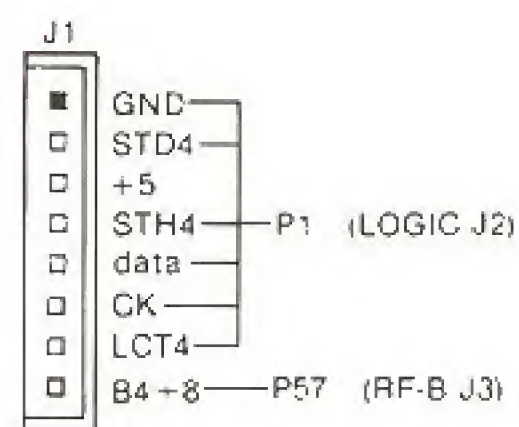 J1
GND
STD4
+5
STH4 P1 (LOGIC J2)
data
CK
LCT4
B4 +8 P57 (RF-B J3)